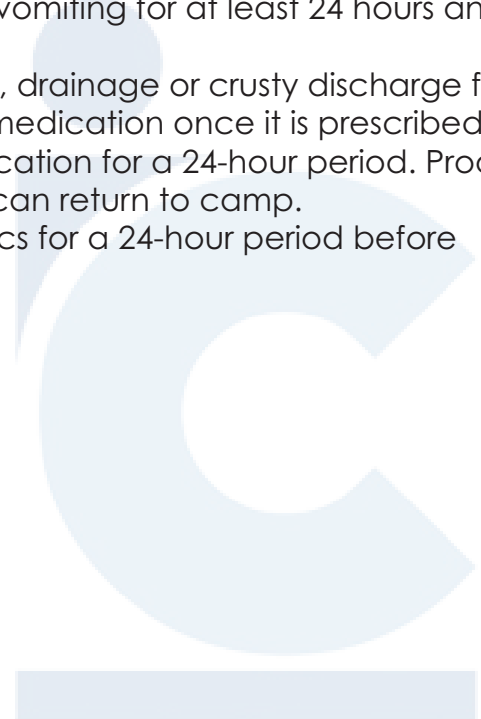 vomiting for at least 24 hours an
, drainage or crusty discharge f
medication once it is prescribed
cation for a 24-hour period. Proo
can return to camp.
cs for a 24-hour period before